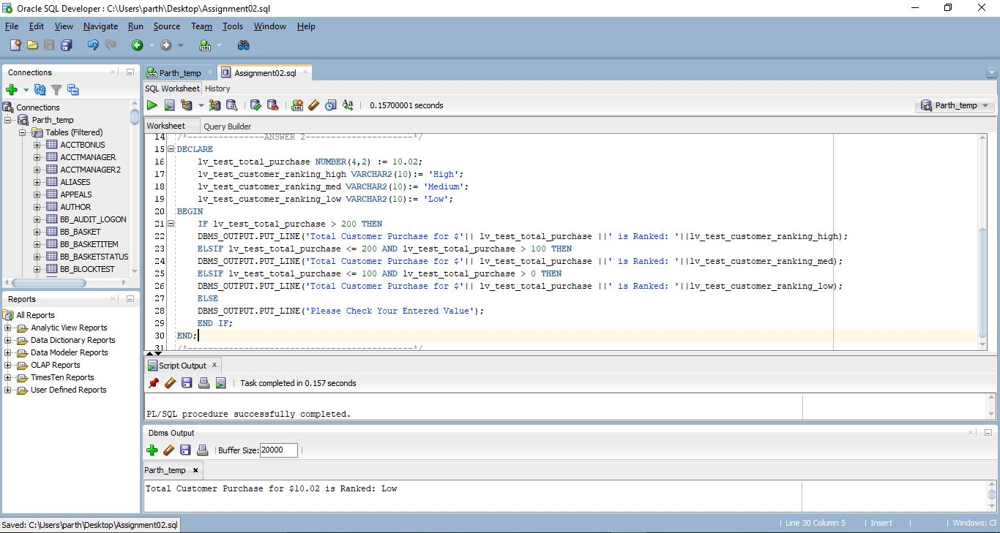 Oracle SQL Developer : C:\Users\parth\Desktop\Assignment02.sql
File Edit View Navigate Run Source Team Tools Window Help
Connections
Connections
Parth_temp
Tables (Filtered)
ACCTBONUS
ACCTMANAGER
ACCTMANAGER2
ALIASES
APPEALS
AUTHOR
BB_AUDIT_LOGON
BB_BASKET
BB_BASKETITEM
BB_BASKETSTATUS
BB_BLOCKTEST
Reports
All Reports
Analytic View Reports
Data Dictionary Reports
Data Modeler Reports
OLAP Reports
TimesTen Reports
User Defined Reports
Parth_temp Assignment02.sql
SQL Worksheet History
0.15700001 seconds Parth_temp
Worksheet Query Builder
14 /*---------------ANSWER 2---------------------*/
15 DECLARE
16 lv_test_total_purchase NUMBER(4,2) := 10.02;
17 lv_test_customer_ranking_high VARCHAR2(10):= 'High';
18 lv_test_customer_ranking_med VARCHAR2(10):= 'Medium';
19 lv_test_customer_ranking_low VARCHAR2(10):= 'Low';
20 BEGIN
21 IF lv_test_total_purchase > 200 THEN
22 DBMS_OUTPUT.PUT_LINE('Total Customer Purchase for $'|| lv_test_total_purchase ||' is Ranked: '||lv_test_customer_ranking_high);
23 ELSIF lv_test_total_purchase <= 200 AND lv_test_total_purchase > 100 THEN
24 DBMS_OUTPUT.PUT_LINE('Total Customer Purchase for $'|| lv_test_total_purchase ||' is Ranked: '||lv_test_customer_ranking_med);
25 ELSIF lv_test_total_purchase <= 100 AND lv_test_total_purchase > 0 THEN
26 DBMS_OUTPUT.PUT_LINE('Total Customer Purchase for $'|| lv_test_total_purchase ||' is Ranked: '||lv_test_customer_ranking_low);
27 ELSE
28 DBMS_OUTPUT.PUT_LINE('Please Check Your Entered Value');
29 END IF;
30 END;
31 /*--------------------------------------------*/
Script Output
Task completed in 0.157 seconds
PL/SQL procedure successfully completed.
Dbms Output
Buffer Size: 20000
Parth_temp
Total Customer Purchase for $10.02 is Ranked: Low
Saved: C:\Users\parth\Desktop\Assignment02.sql
Line 30 Column 5 Insert Windows: